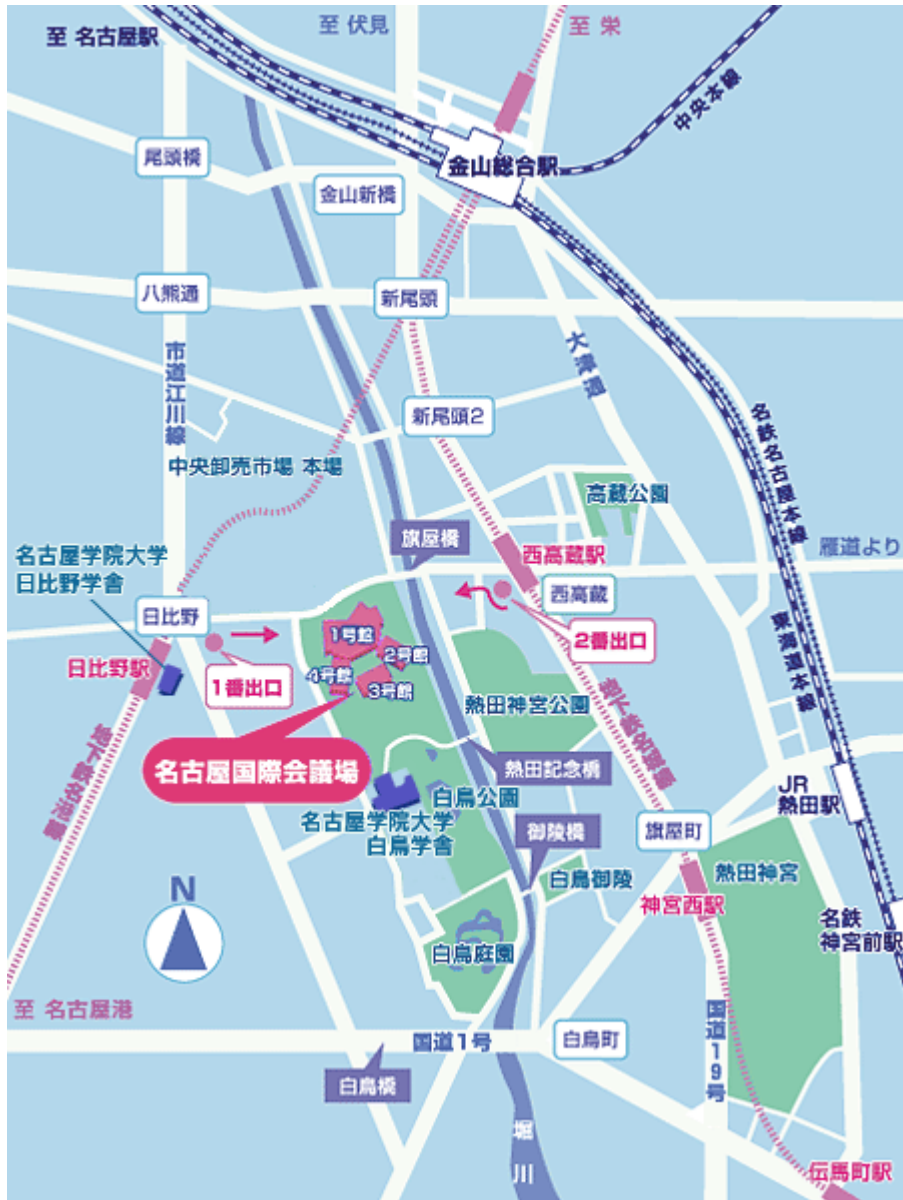 至 名古屋駅
至 伏見
至 栄
中央本線
金山総合駅
尾頭橋
金山新橋
八熊通
新尾頭
市道江川線
大津通
新尾頭2
名鉄名古屋本線
中央卸売市場 本場
高蔵公園
旗屋橋
西高蔵駅
雁道より
名古屋学院大学
日比野学舎
西高蔵
日比野
1号館
2号館
2番出口
東海道本線
日比野駅
1番出口
4号館
3号館
熱田神宮公園
地下鉄名城線
地下鉄名港線
名古屋国際会議場
熱田記念橋
JR
熱田駅
白鳥公園
名古屋学院大学
白鳥学舎
御陵橋
旗屋町
熱田神宮
白鳥御陵
神宮西駅
N
名鉄
神宮前駅
白鳥庭園
至 名古屋港
国道1号
白鳥町
国道19号
白鳥橋
堀川
伝馬町駅